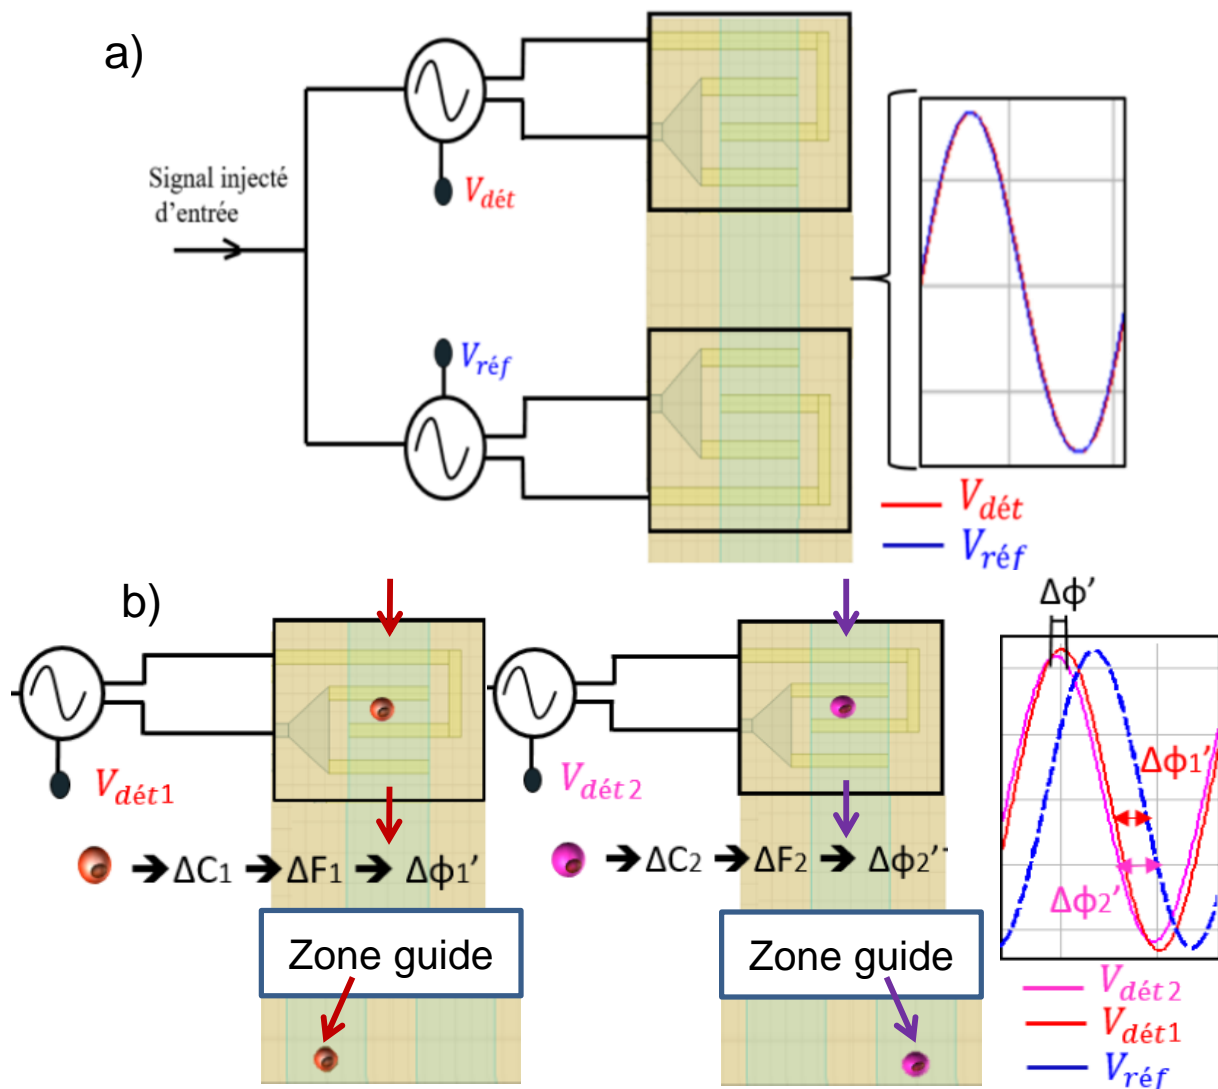 a)
Signal injecté
d'entrée
Vdét
Vréf
Vdét
Vréf
b)
Δϕ'
Vdét1
Vdét2
Δϕ1'
➔ΔC1 ➔ΔF1 ➔ Δϕ1'
➔ΔC2 ➔ΔF2 ➔ Δϕ2'
Δϕ2'
Zone guide
Zone guide
Vdét2
Vdét1
Vréf